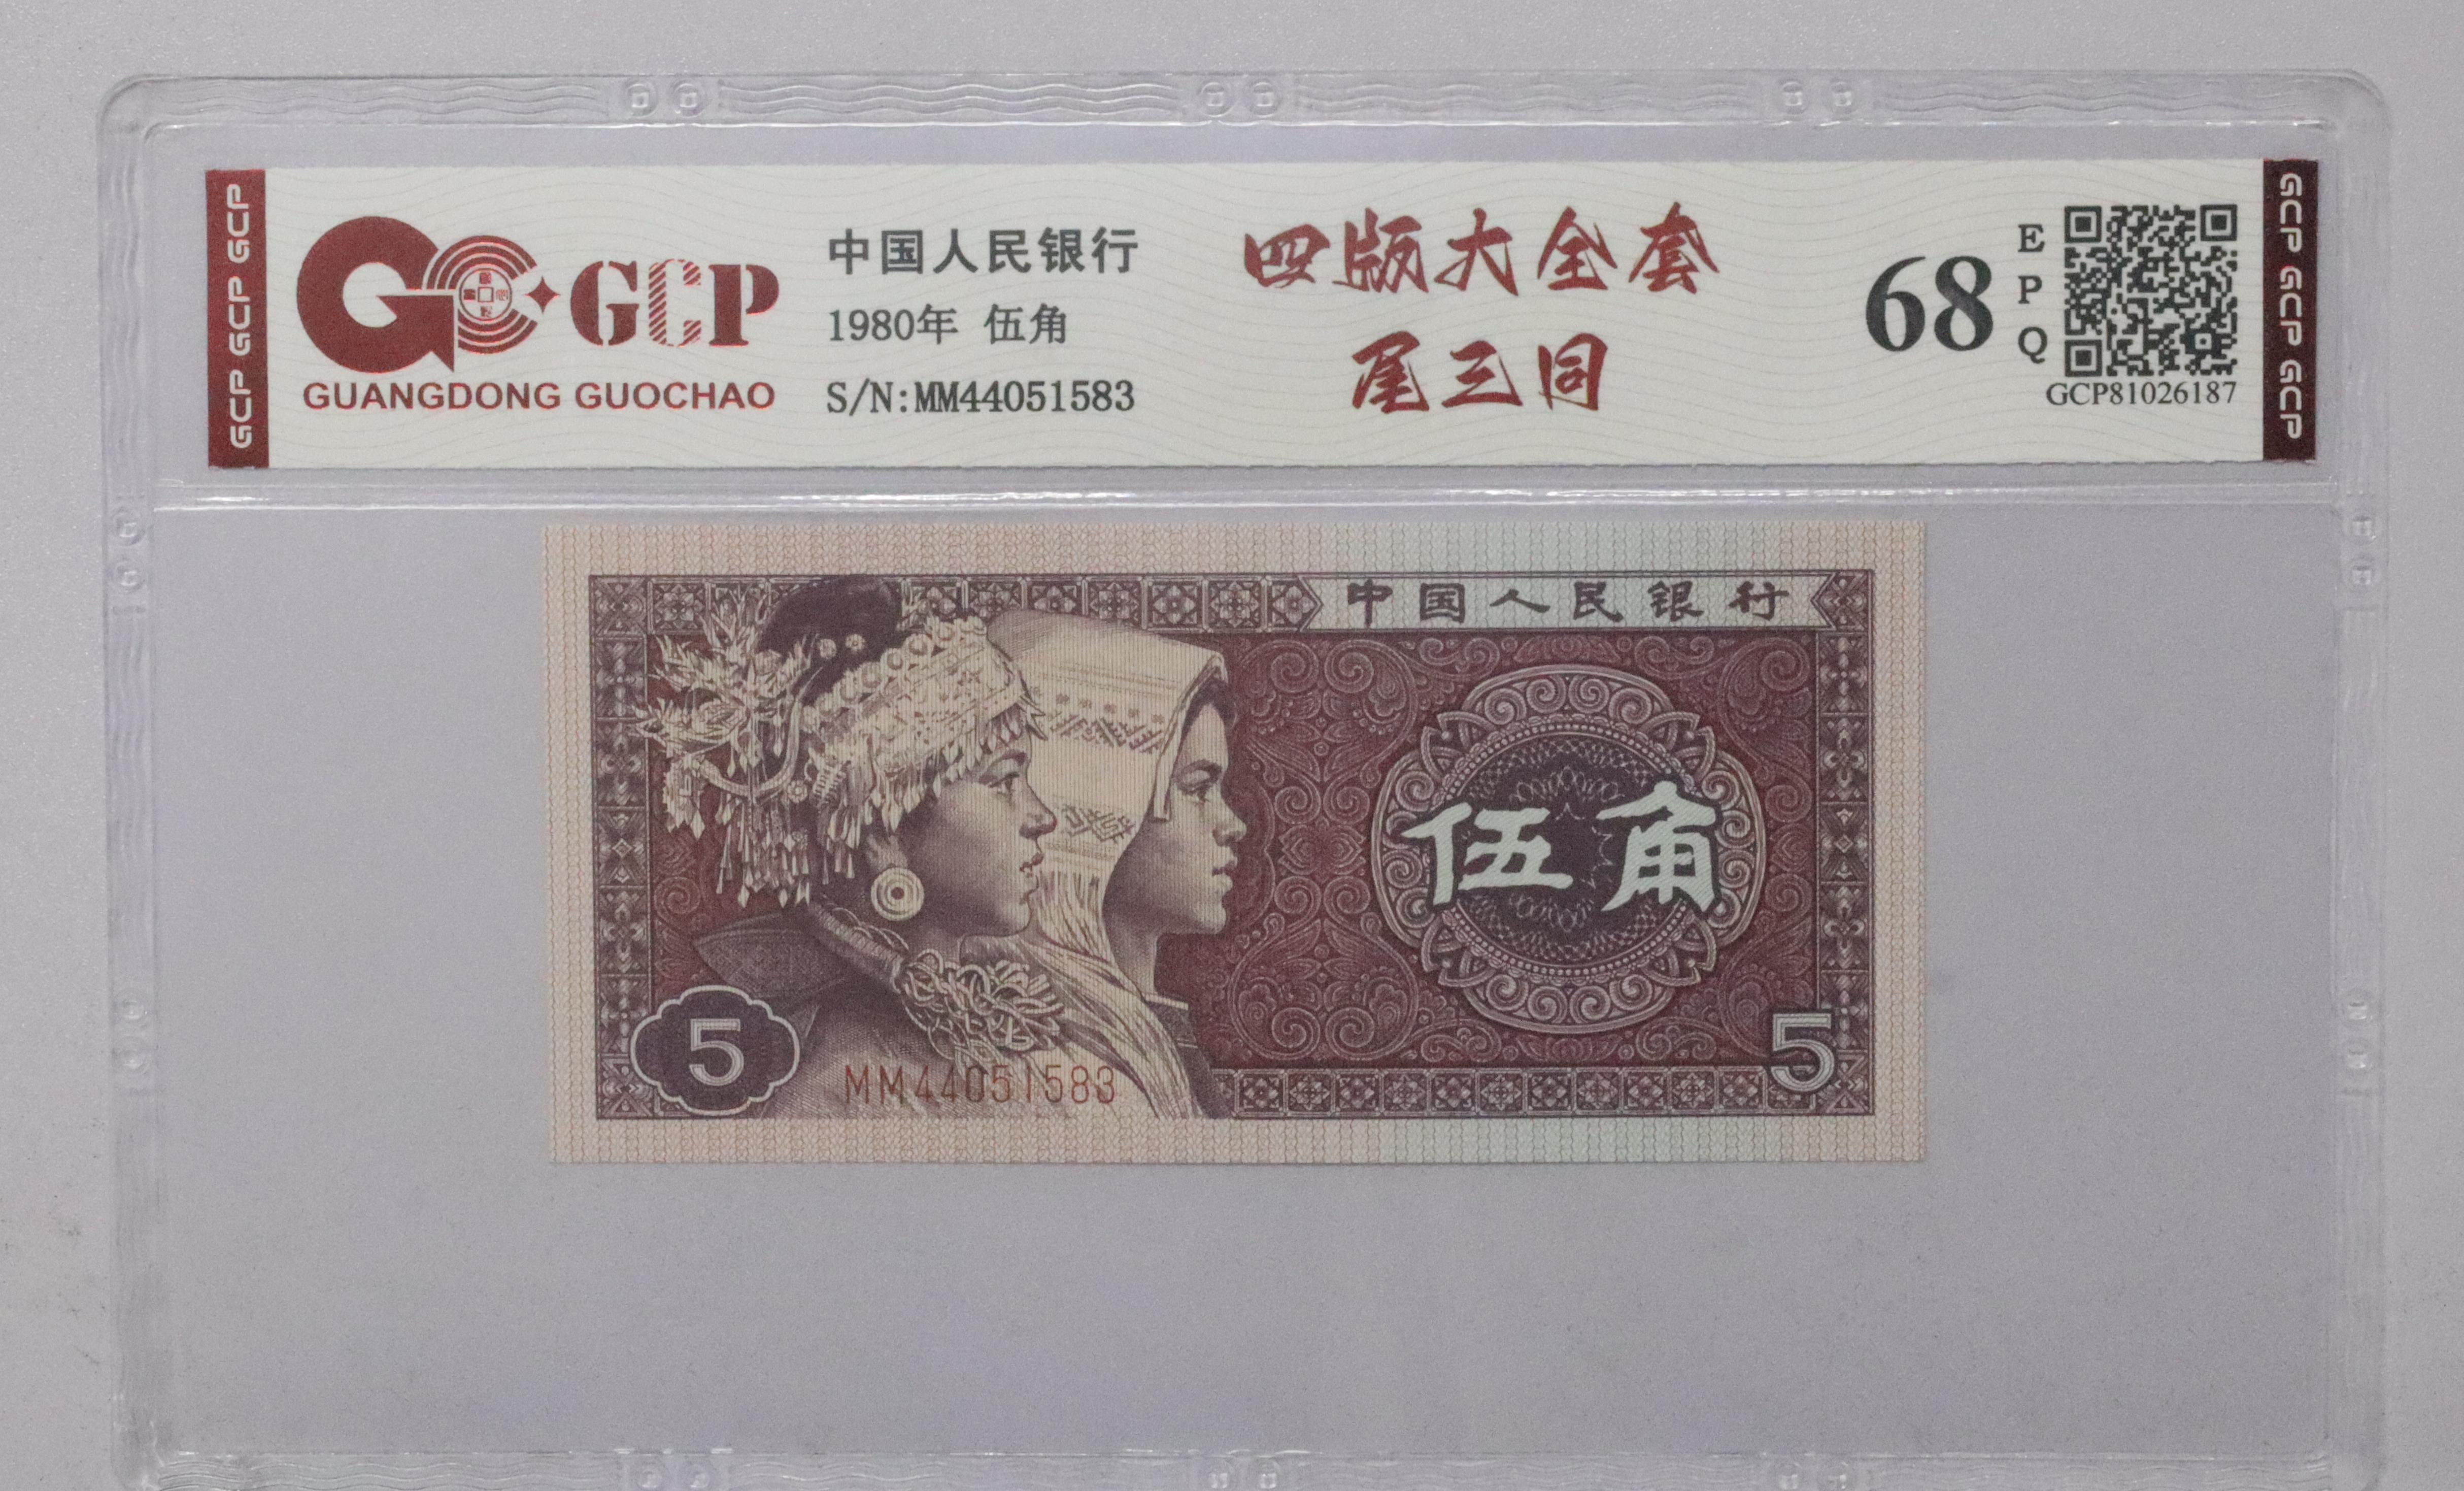 GCP GCP GCP
GCP
GUANGDONG GUOCHAO
中国人民银行
1980年 伍角
S/N:MM44051583
四版大全套
尾三同
68
E
P
Q
GCP81026187
GCP GCP GCP
中国人民银行
伍角
5
MM44051583
5